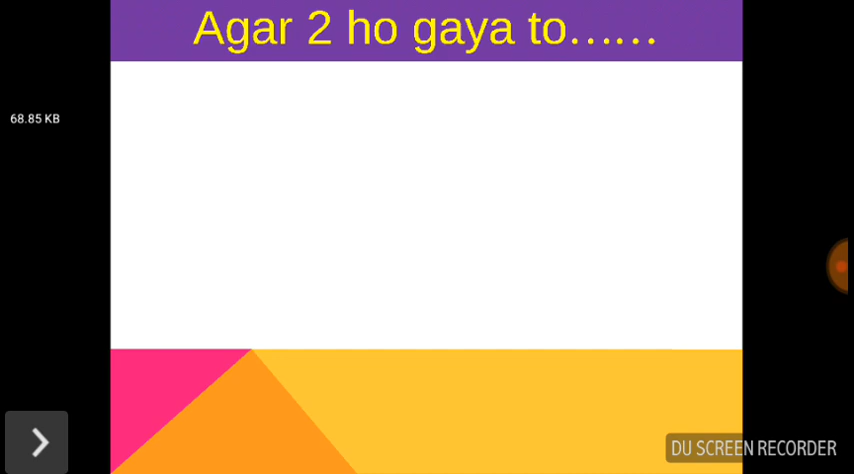 Agar 2 ho gaya to……
68.85 KB
DU SCREEN RECORDER